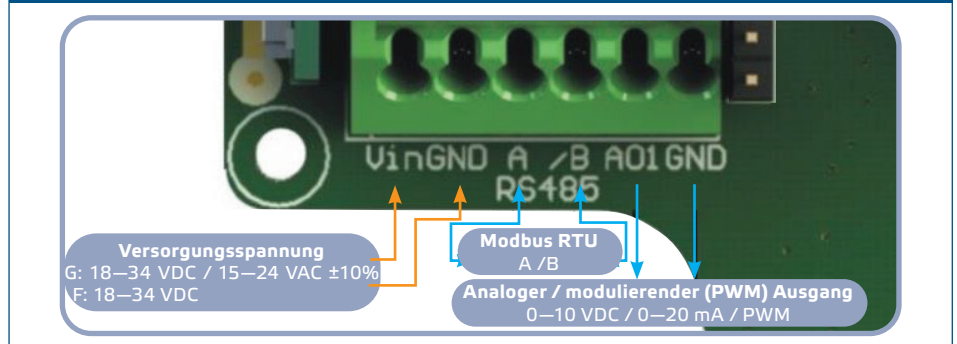 VinGND A /B AO1GND
RS485
Versorgungsspannung
G: 18—34 VDC / 15—24 VAC ±10%
F: 18—34 VDC
Modbus RTU
A /B
Analoger / modulierender (PWM) Ausgang
0—10 VDC / 0—20 mA / PWM